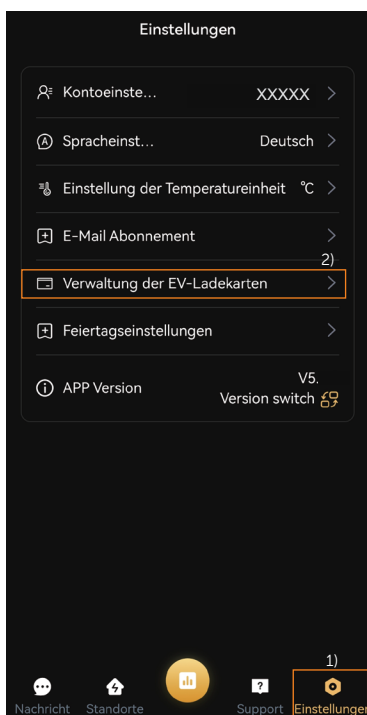 Einstellungen
Kontoeinste... XXXXX
Spracheinst... Deutsch
Einstellung der Temperatureinheit °C
E-Mail Abonnement
2)
Verwaltung der EV-Ladekarten
Feiertagseinstellungen
V5.
APP Version
Version switch
1)
Nachricht Standorte Support Einstellungen